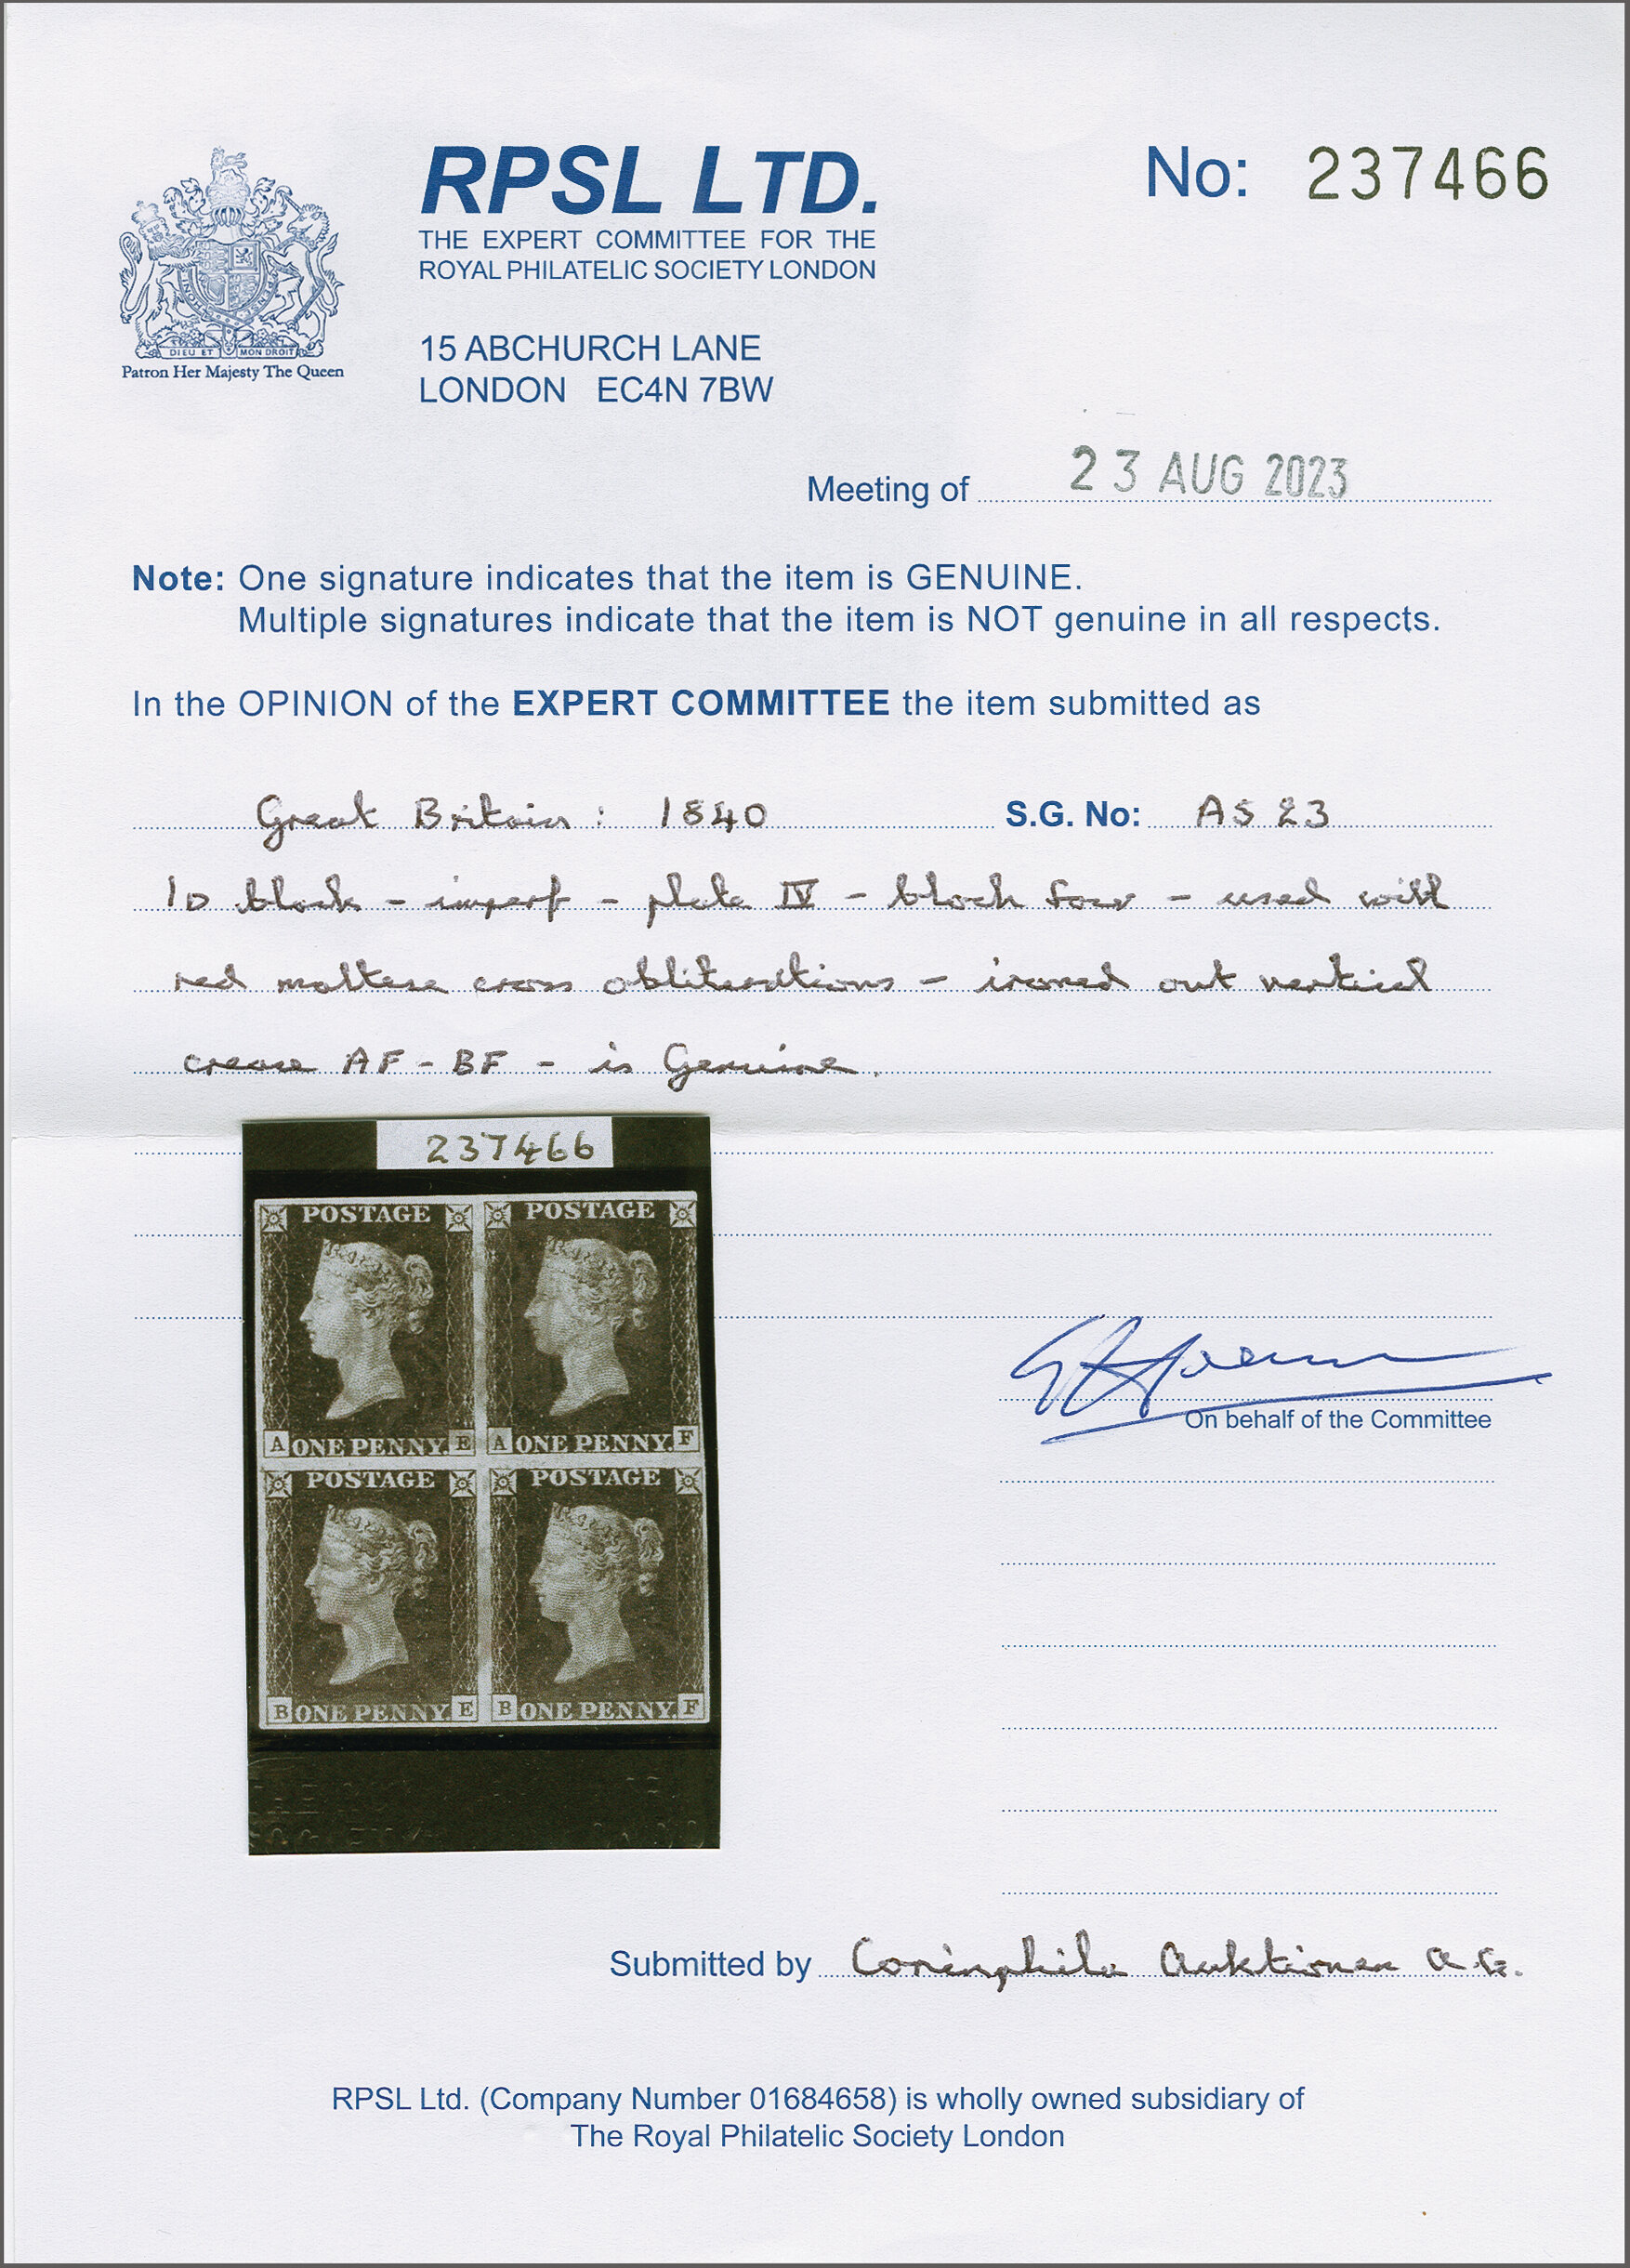 RPSL LTD.
No: 237466
THE EXPERT COMMITTEE FOR THE
ROYAL PHILATELIC SOCIETY LONDON
DIEU ET MON DROIT
Patron Her Majesty The Queen
15 ABCHURCH LANE
LONDON EC4N 7BW
Meeting of 23 AUG 2023
Note: One signature indicates that the item is GENUINE.
Multiple signatures indicate that the item is NOT genuine in all respects.
In the OPINION of the EXPERT COMMITTEE the item submitted as
Great Britain: 1840 S.G. No: AS 23
1D black - imperf - plate IV - block four - used with
red maltese cross obliterations - ironed out vertical
crease AF - BF - is Genuine.
237466
POSTAGE POSTAGE
A ONE PENNY. E A ONE PENNY. F
POSTAGE POSTAGE
B ONE PENNY. E B ONE PENNY. F
On behalf of the Committee
Submitted by Corinphila Auktionen A.G.
RPSL Ltd. (Company Number 01684658) is wholly owned subsidiary of
The Royal Philatelic Society London